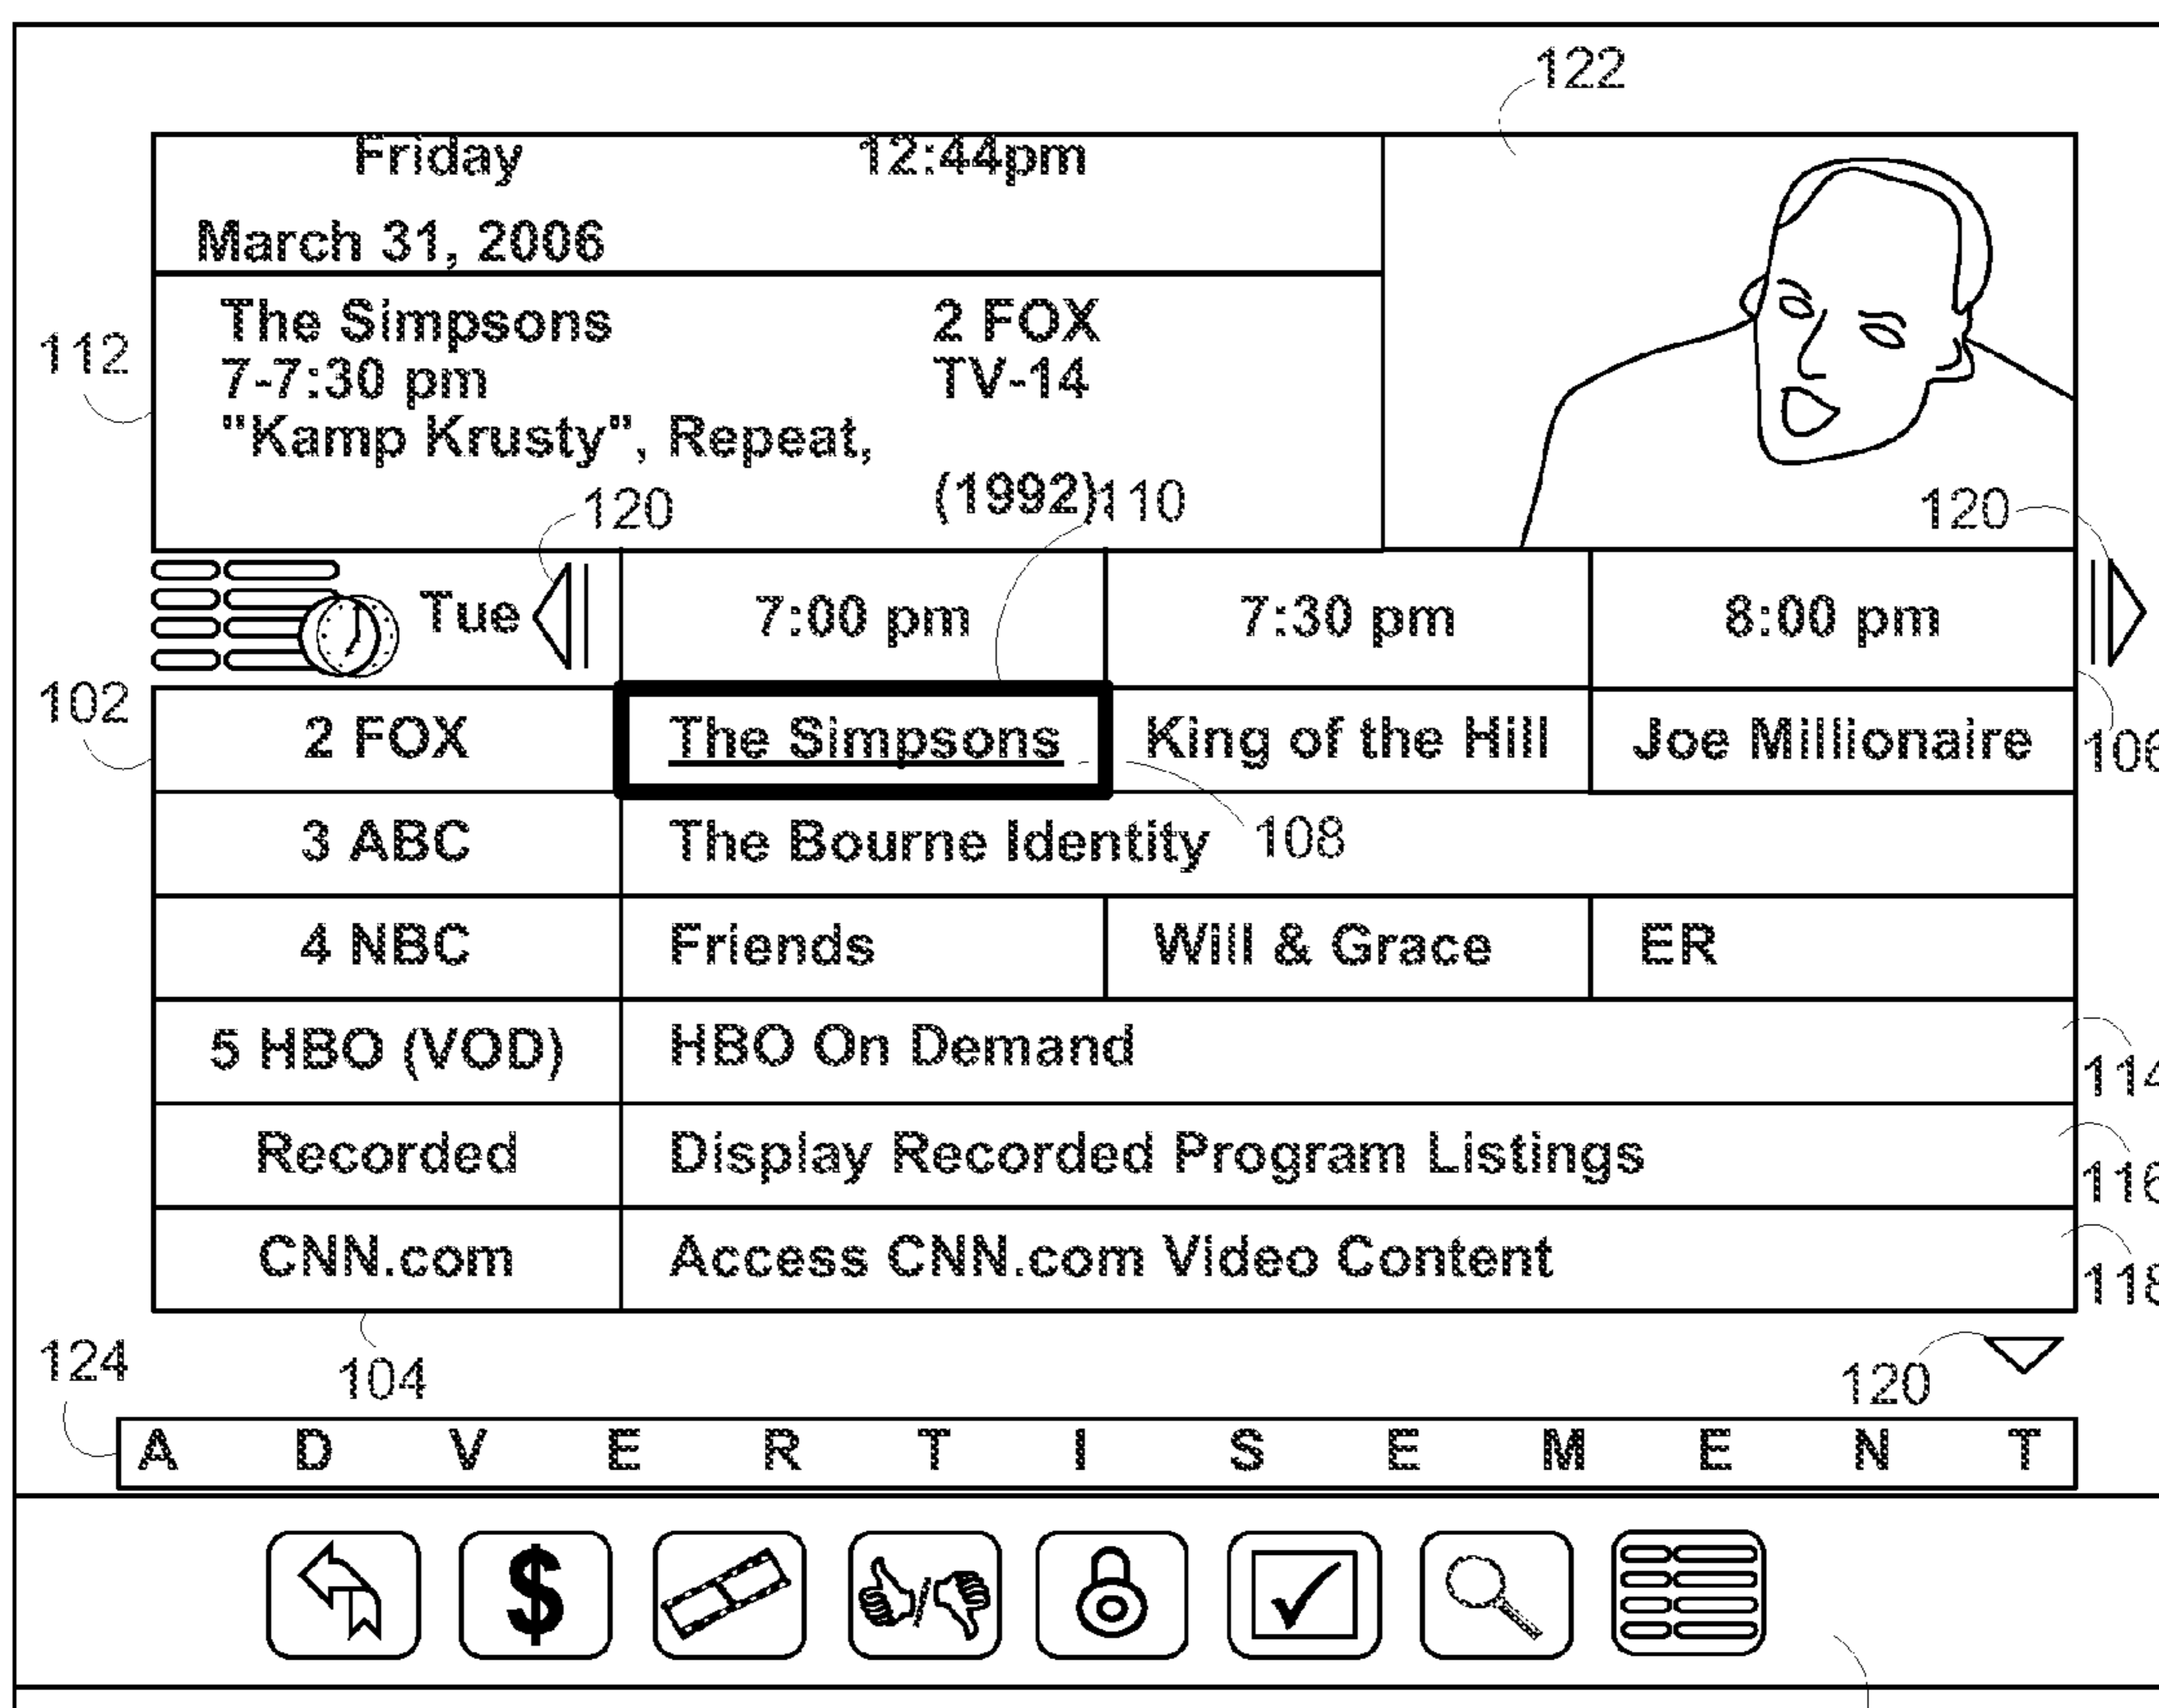 122
Friday 12:44pm
March 31, 2006
The Simpsons 2 FOX
112
7-7:30 pm TV-14
"Kamp Krusty", Repeat,
(1992) 110
120 120
Tue 7:00 pm 7:30 pm 8:00 pm
102
2 FOX The Simpsons King of the Hill Joe Millionaire
106
3 ABC The Bourne Identity 108
4 NBC Friends Will & Grace ER
5 HBO (VOD) HBO On Demand
114
Recorded Display Recorded Program Listings
116
CNN.com Access CNN.com Video Content
118
124 104 120
A D V E R T I S E M E N T
$